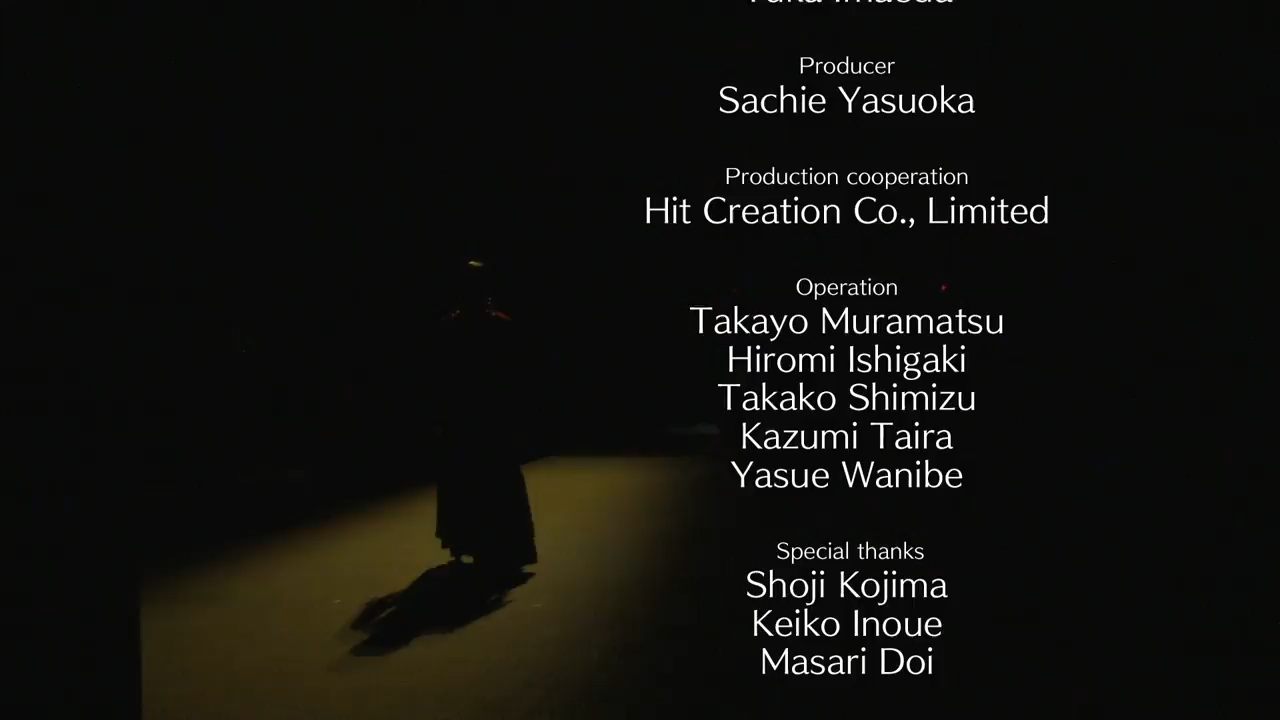 Producer
Sachie Yasuoka
Production cooperation
Hit Creation Co., Limited
Operation
Takayo Muramatsu
Hiromi Ishigaki
Takako Shimizu
Kazumi Taira
Yasue Wanibe
Special thanks
Shoji Kojima
Keiko Inoue
Masari Doi